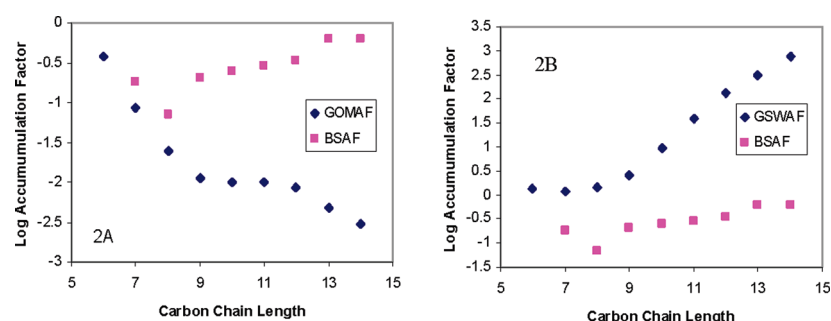 0
-0.5
-1
-1.5
-2
-2.5
-3
5 7 9 11 13 15
Log Accumumulation Factor
Carbon Chain Length
2A
GOMAF
BSAF
3.5
3
2.5
2
1.5
1
0.5
0
-0.5
-1
-1.5
5 7 9 11 13 15
Log Accumumulation Factor
Carbon Chain Length
2B
GSWAF
BSAF